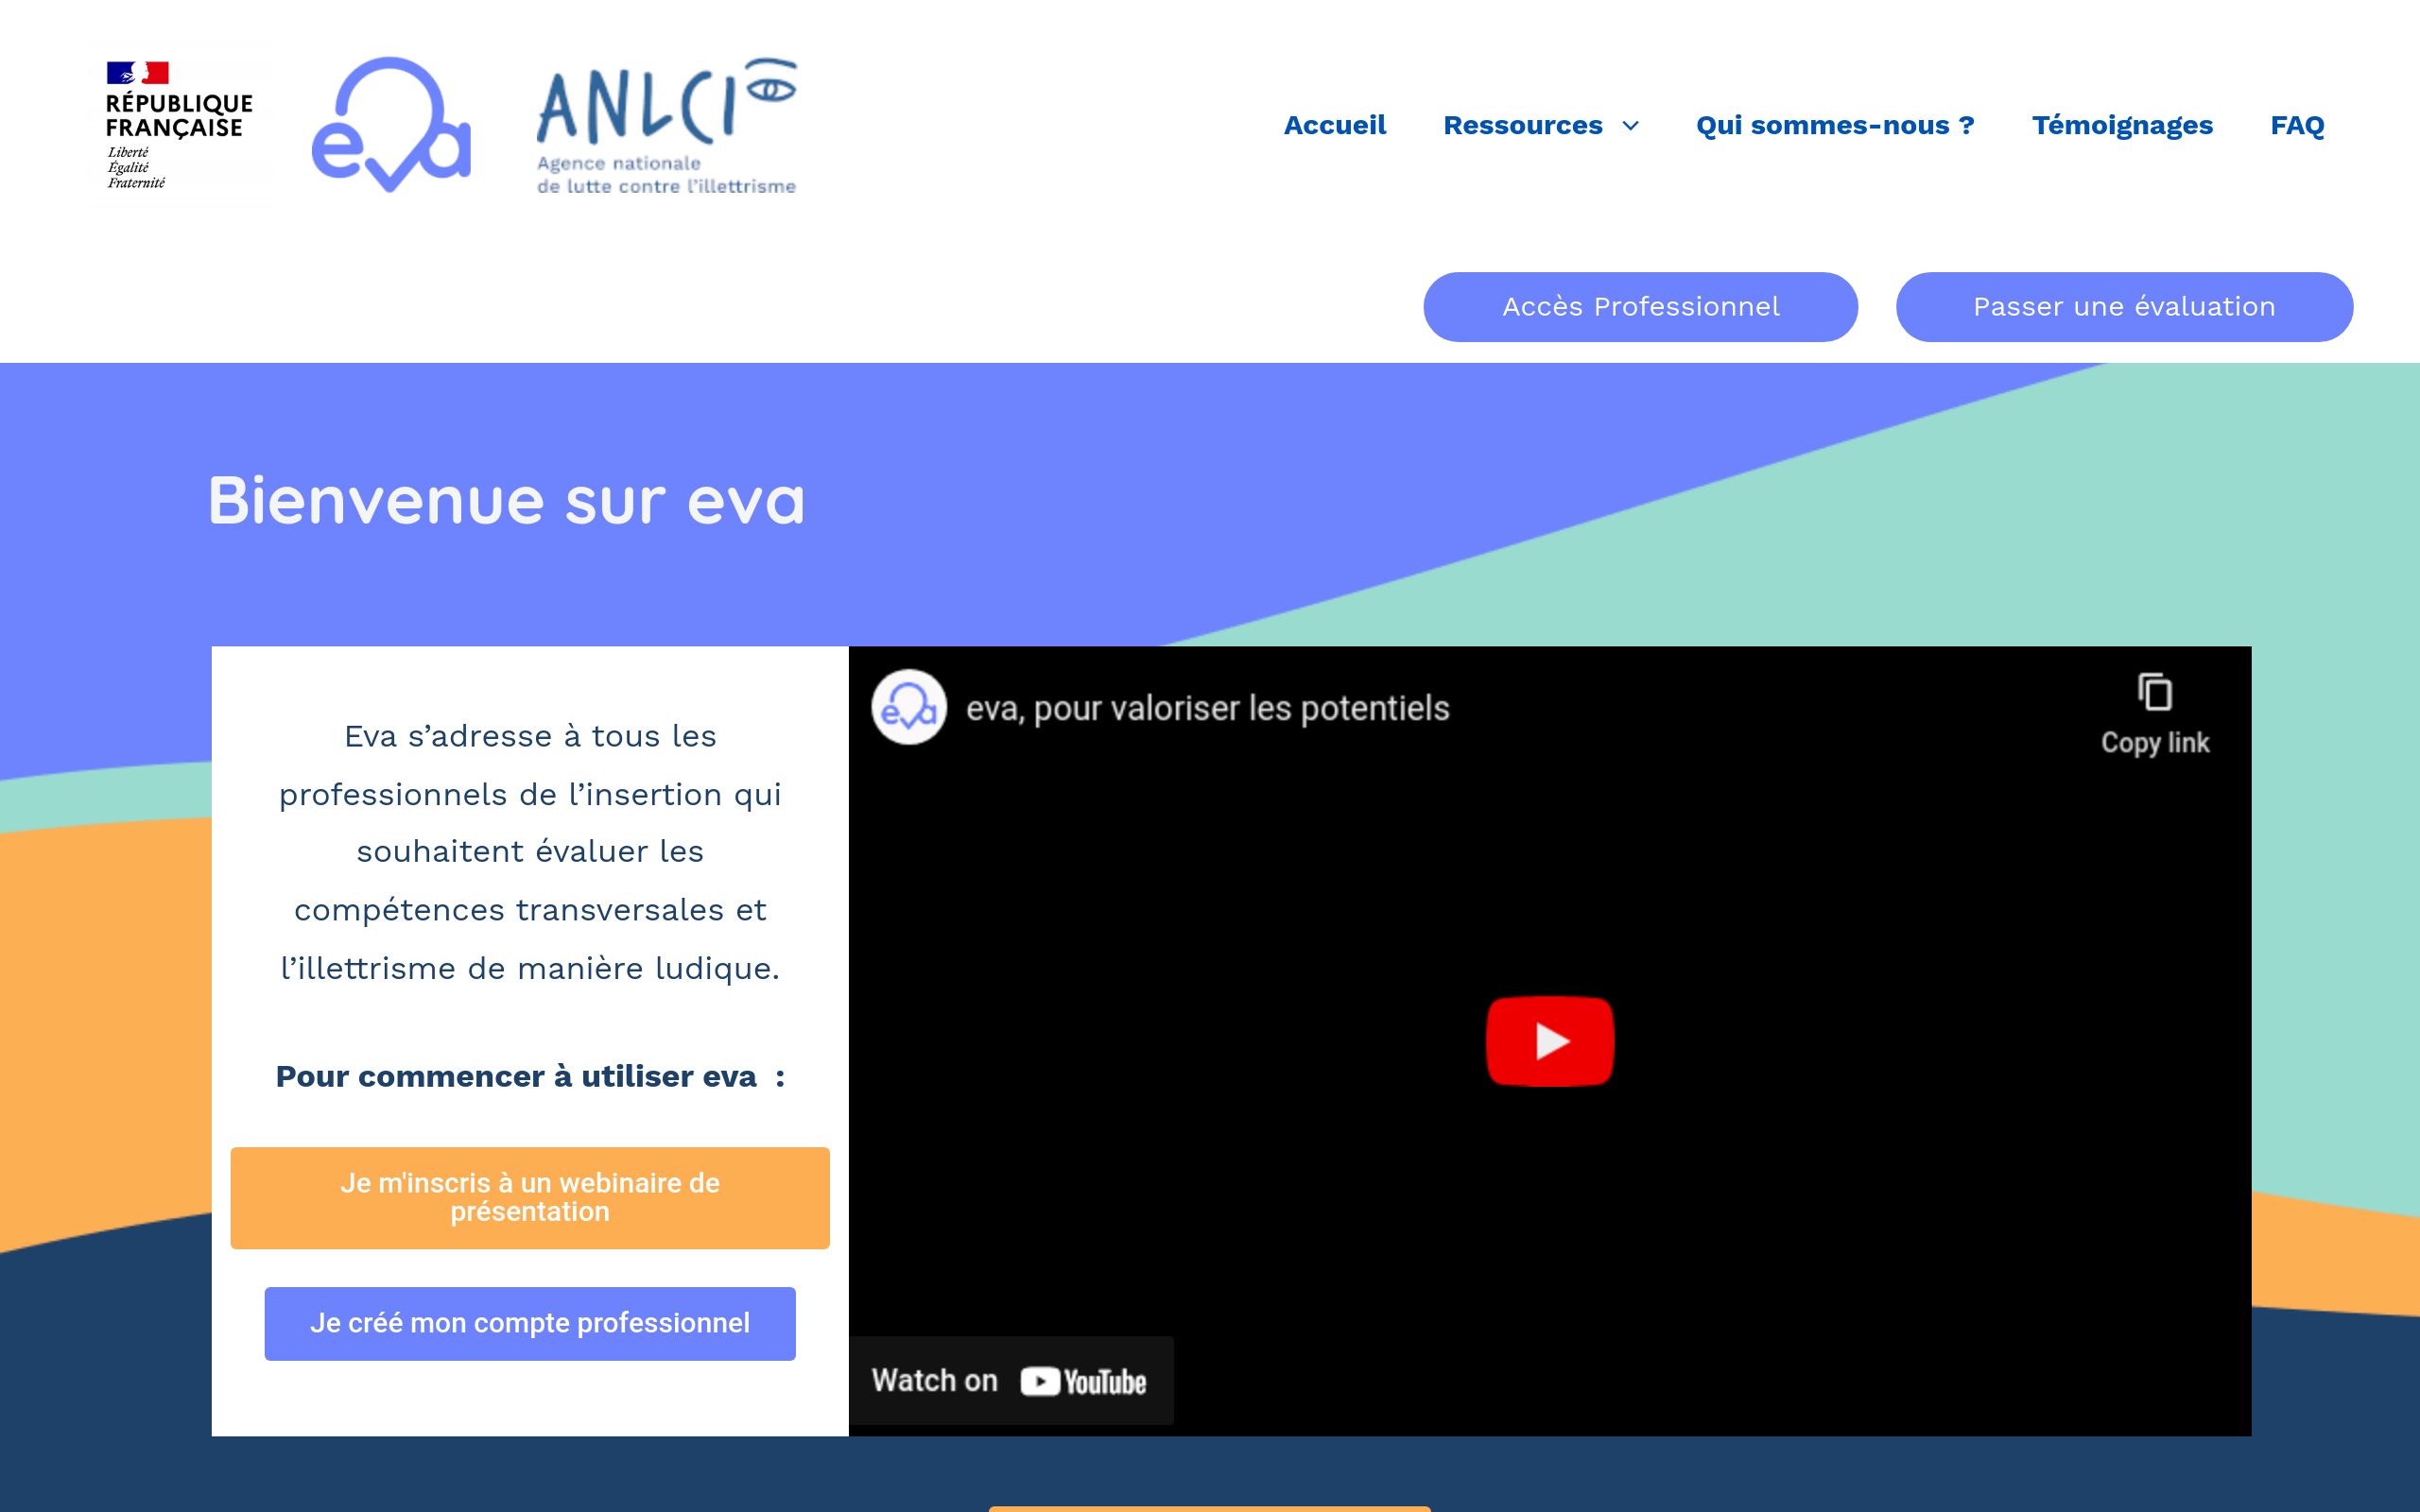 RÉPUBLIQUE
FRANÇAISE
Liberté
Égalité
Fraternité
eva
ANLCI
Agence nationale
de lutte contre l’illettrisme
Accueil
Ressources
Qui sommes-nous ?
Témoignages
FAQ
Accès Professionnel
Passer une évaluation
Bienvenue sur eva
Eva s’adresse à tous les
professionnels de l’insertion qui
souhaitent évaluer les
compétences transversales et
l’illettrisme de manière ludique.
Pour commencer à utiliser eva :
Je m'inscris à un webinaire de
présentation
Je créé mon compte professionnel
eva
eva, pour valoriser les potentiels
Copy link
Watch on YouTube